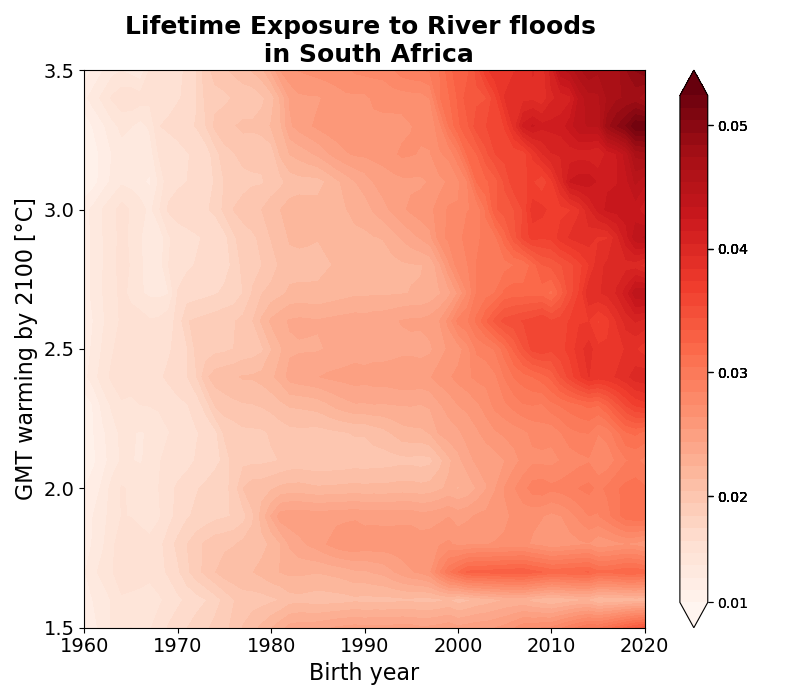 Lifetime Exposure to River floods
in South Africa
3.5
3.0
2.5
2.0
1.5
GMT warming by 2100 [°C]
1960 1970 1980 1990 2000 2010 2020
Birth year
0.05
0.04
0.03
0.02
0.01